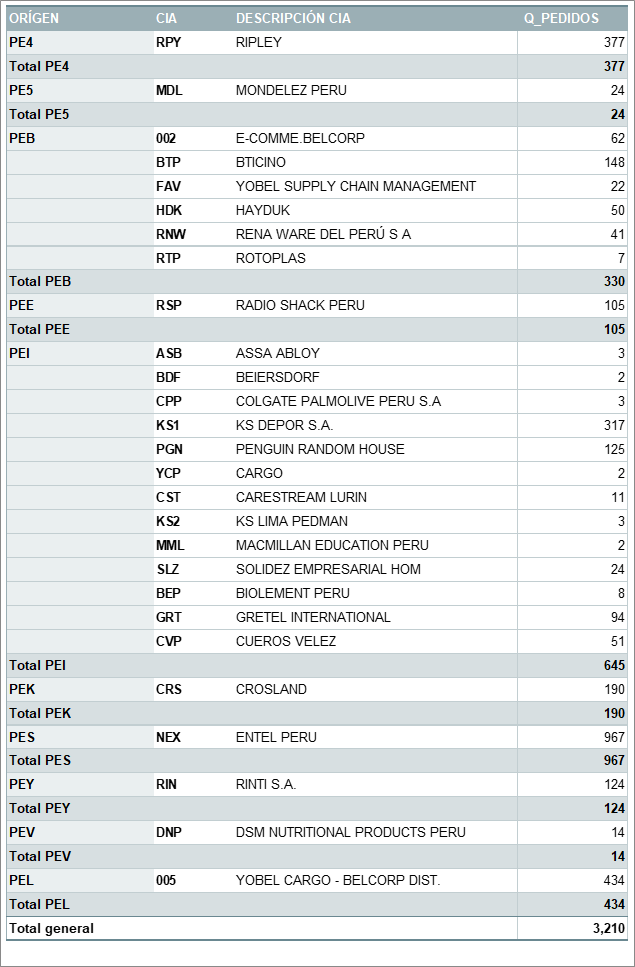 ORÍGEN CIA DESCRIPCIÓN CIA Q_PEDIDOS
PE4 RPY RIPLEY 377
Total PE4 377
PE5 MDL MONDELEZ PERU 24
Total PE5 24
PEB 002 E-COMME.BELCORP 62
BTP BTICINO 148
FAV YOBEL SUPPLY CHAIN MANAGEMENT 22
HDK HAYDUK 50
RNW RENA WARE DEL PERÚ S A 41
RTP ROTOPLAS 7
Total PEB 330
PEE RSP RADIO SHACK PERU 105
Total PEE 105
PEI ASB ASSA ABLOY 3
BDF BEIERSDORF 2
CPP COLGATE PALMOLIVE PERU S.A 3
KS1 KS DEPOR S.A. 317
PGN PENGUIN RANDOM HOUSE 125
YCP CARGO 2
CST CARESTREAM LURIN 11
KS2 KS LIMA PEDMAN 3
MML MACMILLAN EDUCATION PERU 2
SLZ SOLIDEZ EMPRESARIAL HOM 24
BEP BIOLEMENT PERU 8
GRT GRETEL INTERNATIONAL 94
CVP CUEROS VELEZ 51
Total PEI 645
PEK CRS CROSLAND 190
Total PEK 190
PES NEX ENTEL PERU 967
Total PES 967
PEY RIN RINTI S.A. 124
Total PEY 124
PEV DNP DSM NUTRITIONAL PRODUCTS PERU 14
Total PEV 14
PEL 005 YOBEL CARGO - BELCORP DIST. 434
Total PEL 434
Total general 3,210